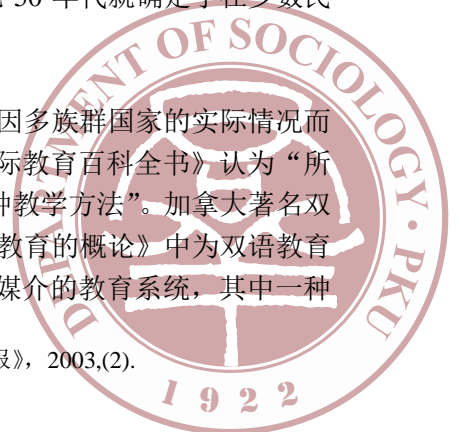 50 年代就确定了在少数民
因多族群国家的实际情况而
际教育百科全书》认为“所
种教学方法”。加拿大著名双
教育的概论》中为双语教育
媒介的教育系统，其中一种
报》，2003,(2).
DEPARTMENT OF SOCIOLOGY · PKU
1922